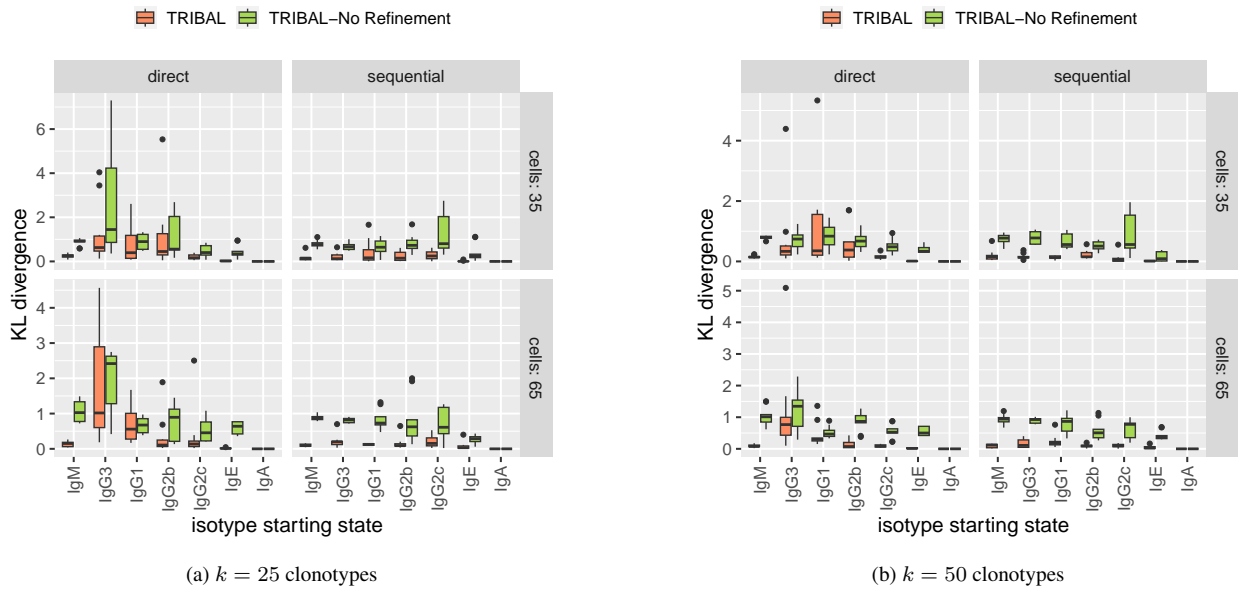 TRIBAL TRIBAL−No Refinement
direct sequential
cells: 35
cells: 65
6
4
2
0
4
3
2
1
0
KL divergence
IgM IgG3 IgG1 IgG2b IgG2c IgE IgA IgM IgG3 IgG1 IgG2b IgG2c IgE IgA
isotype starting state
(a) k = 25 clonotypes
TRIBAL TRIBAL−No Refinement
direct sequential
cells: 35
cells: 65
4
2
0
5
4
3
2
1
0
KL divergence
IgM IgG3 IgG1 IgG2b IgG2c IgE IgA IgM IgG3 IgG1 IgG2b IgG2c IgE IgA
isotype starting state
(b) k = 50 clonotypes